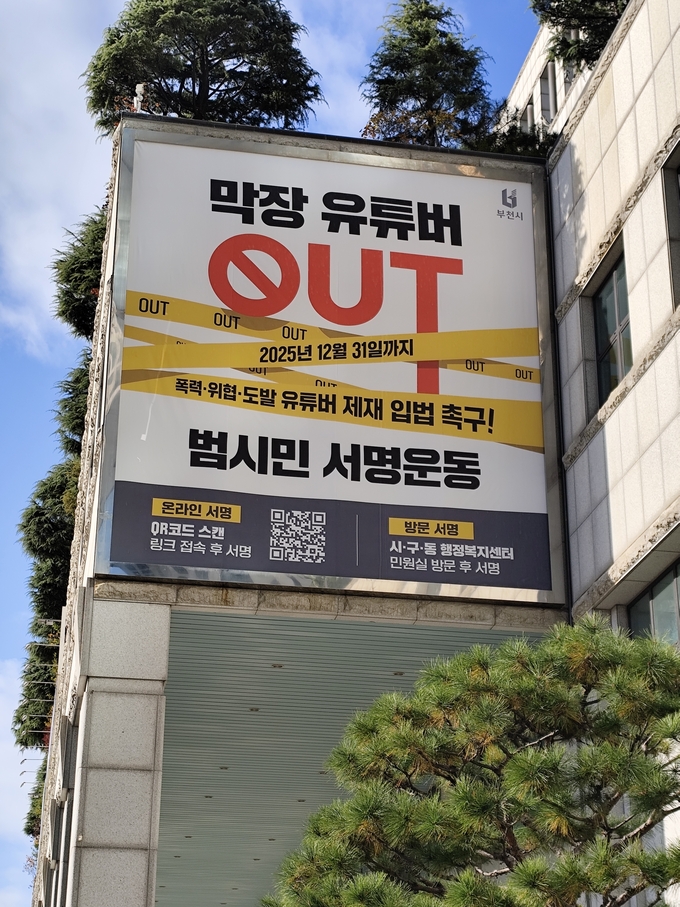 막장 유튜버
부천시
OUT
OUT
OUT
OUT
2025년 12월 31일까지
OUT
OUT
OUT
OUT
폭력·위협·도발 유튜버 제재 입법 촉구!
범시민 서명운동
온라인 서명
QR코드 스캔
링크 접속 후 서명
방문 서명
시·구·동 행정복지센터
민원실 방문 후 서명